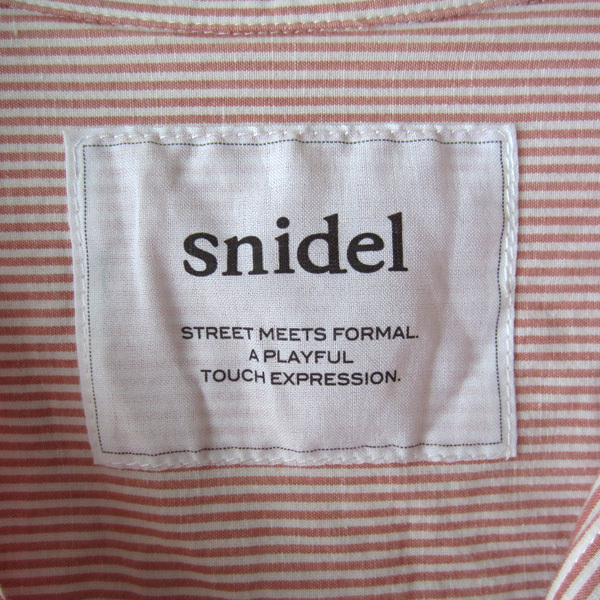 snidel
STREET MEETS FORMAL.
A PLAYFUL
TOUCH EXPRESSION.